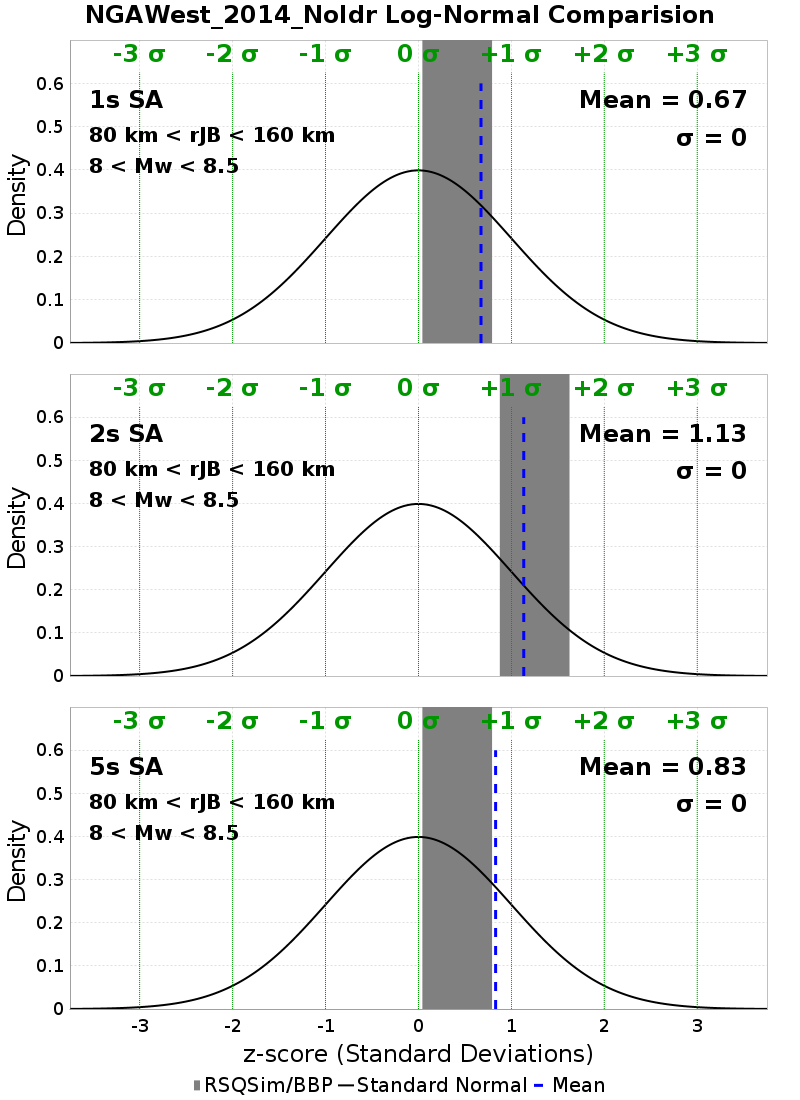 NGAWest_2014_NoIdr Log-Normal Comparision
-3 σ -2 σ -1 σ 0 σ +1 σ +2 σ +3 σ
1s SA
Mean = 0.67
80 km < rJB < 160 km
σ = 0
8 < Mw < 8.5
0.6
0.5
0.4
0.3
0.2
0.1
0
Density
-3 σ -2 σ -1 σ 0 σ +1 σ +2 σ +3 σ
2s SA
Mean = 1.13
80 km < rJB < 160 km
σ = 0
8 < Mw < 8.5
0.6
0.5
0.4
0.3
0.2
0.1
0
Density
-3 σ -2 σ -1 σ 0 σ +1 σ +2 σ +3 σ
5s SA
Mean = 0.83
80 km < rJB < 160 km
σ = 0
8 < Mw < 8.5
0.6
0.5
0.4
0.3
0.2
0.1
0
Density
-3 -2 -1 0 1 2 3
z-score (Standard Deviations)
RSQSim/BBP Standard Normal Mean